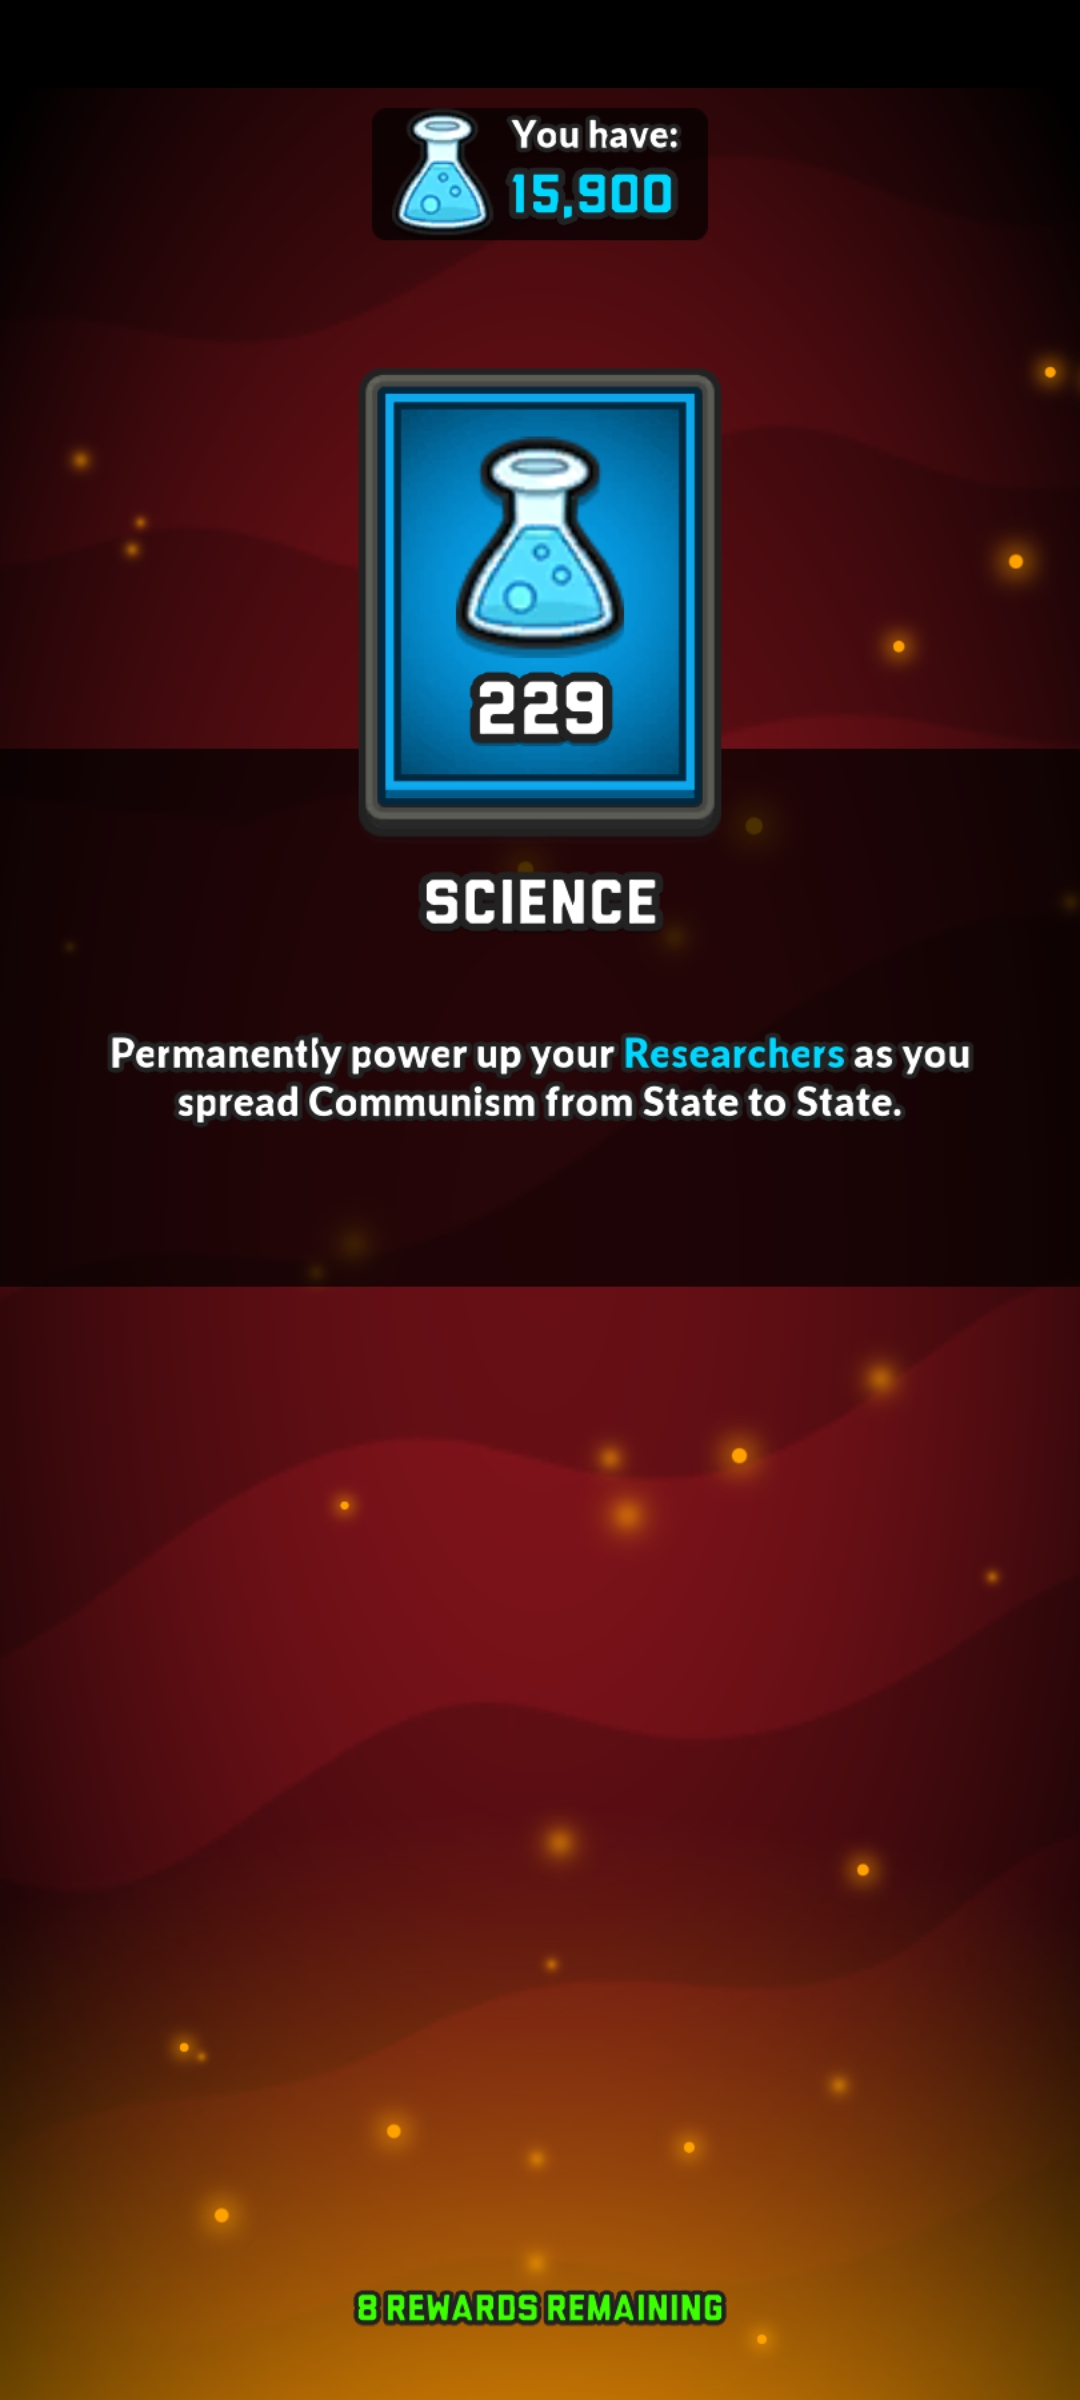 You have:
15,900
229
SCIENCE
Permanently power up your Researchers as you
spread Communism from State to State.
8 REWARDS REMAINING